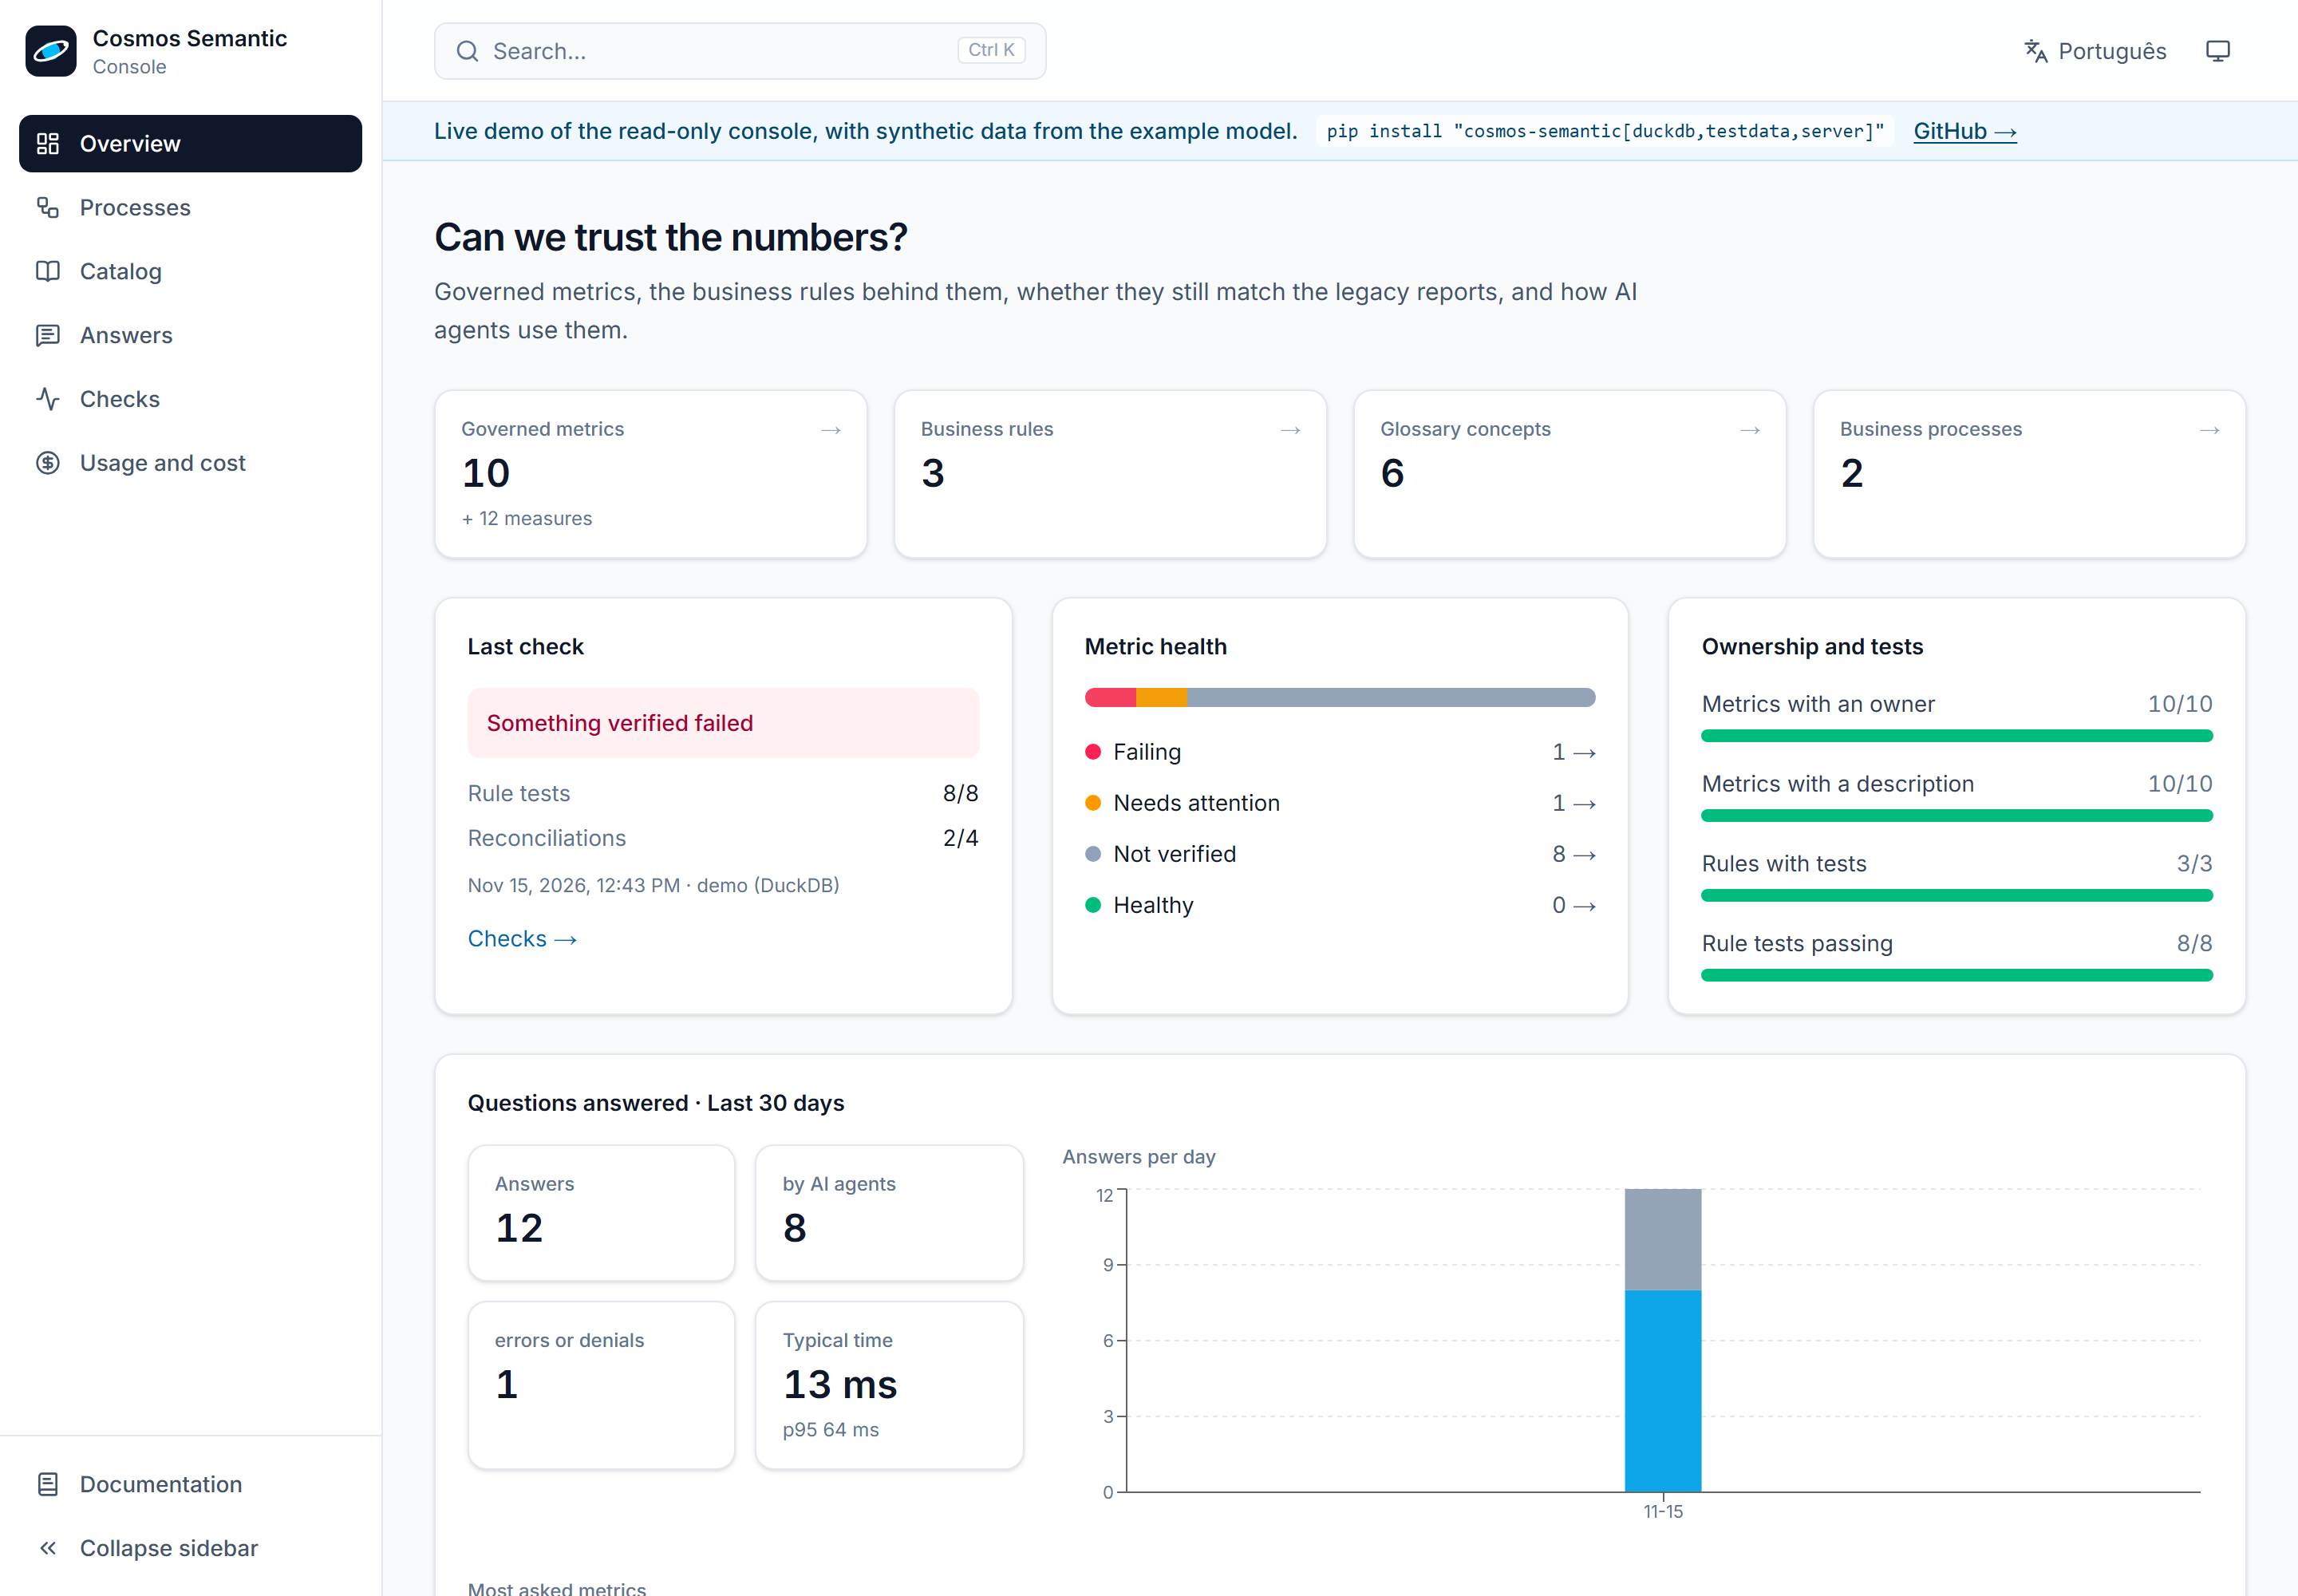 Cosmos Semantic
Console
Overview
Processes
Catalog
Answers
Checks
Usage and cost
Documentation
Collapse sidebar
Search...
Ctrl K
Português
Live demo of the read-only console, with synthetic data from the example model.
pip install "cosmos-semantic[duckdb,testdata,server]"
GitHub →
Can we trust the numbers?
Governed metrics, the business rules behind them, whether they still match the legacy reports, and how AI
agents use them.
Governed metrics →
10
+ 12 measures
Business rules →
3
Glossary concepts →
6
Business processes →
2
Last check
Something verified failed
Rule tests 8/8
Reconciliations 2/4
Nov 15, 2026, 12:43 PM · demo (DuckDB)
Checks →
Metric health
Failing 1 →
Needs attention 1 →
Not verified 8 →
Healthy 0 →
Ownership and tests
Metrics with an owner 10/10
Metrics with a description 10/10
Rules with tests 3/3
Rule tests passing 8/8
Questions answered · Last 30 days
Answers
12
by AI agents
8
errors or denials
1
Typical time
13 ms
p95 64 ms
Answers per day
12
9
6
3
0
11-15
Most asked metrics